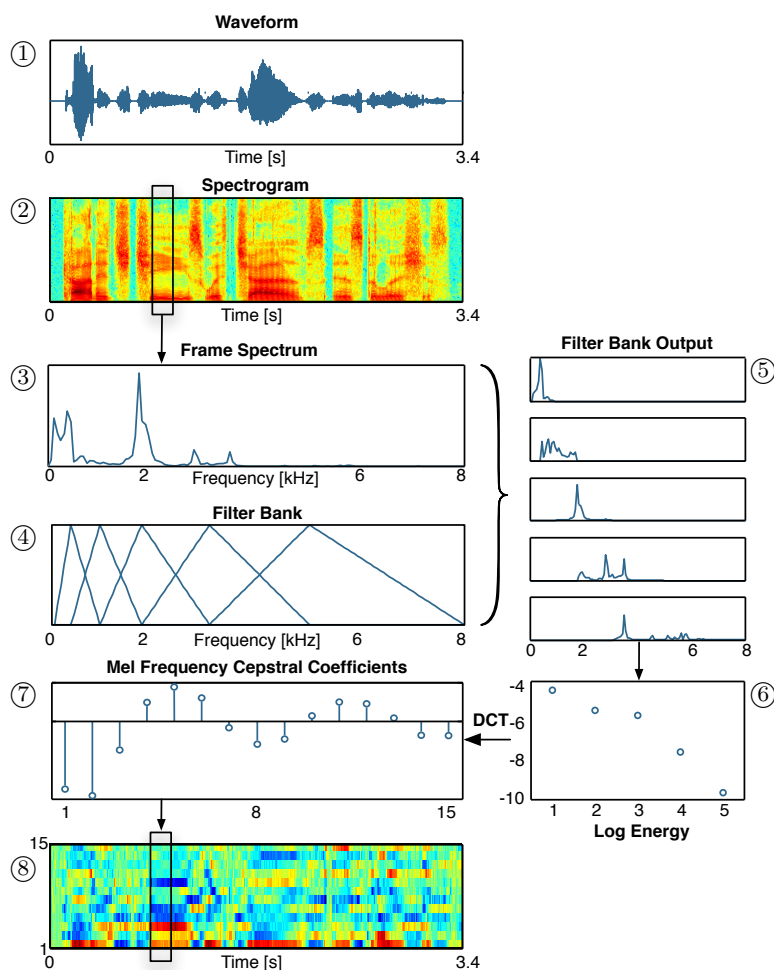 Waveform
①
0 Time [s] 3.4
Spectrogram
②
0 Time [s] 3.4
Frame Spectrum
③
0 2 Frequency [kHz] 6 8
Filter Bank
④
0 2 Frequency [kHz] 6 8
Filter Bank Output
⑤
0 2 4 6 8
⑥
-4
-6
-8
-10
1 2 3 4 5
Log Energy
DCT
Mel Frequency Cepstral Coefficients
⑦
1 8 15
⑧
15
1
0 Time [s] 3.4